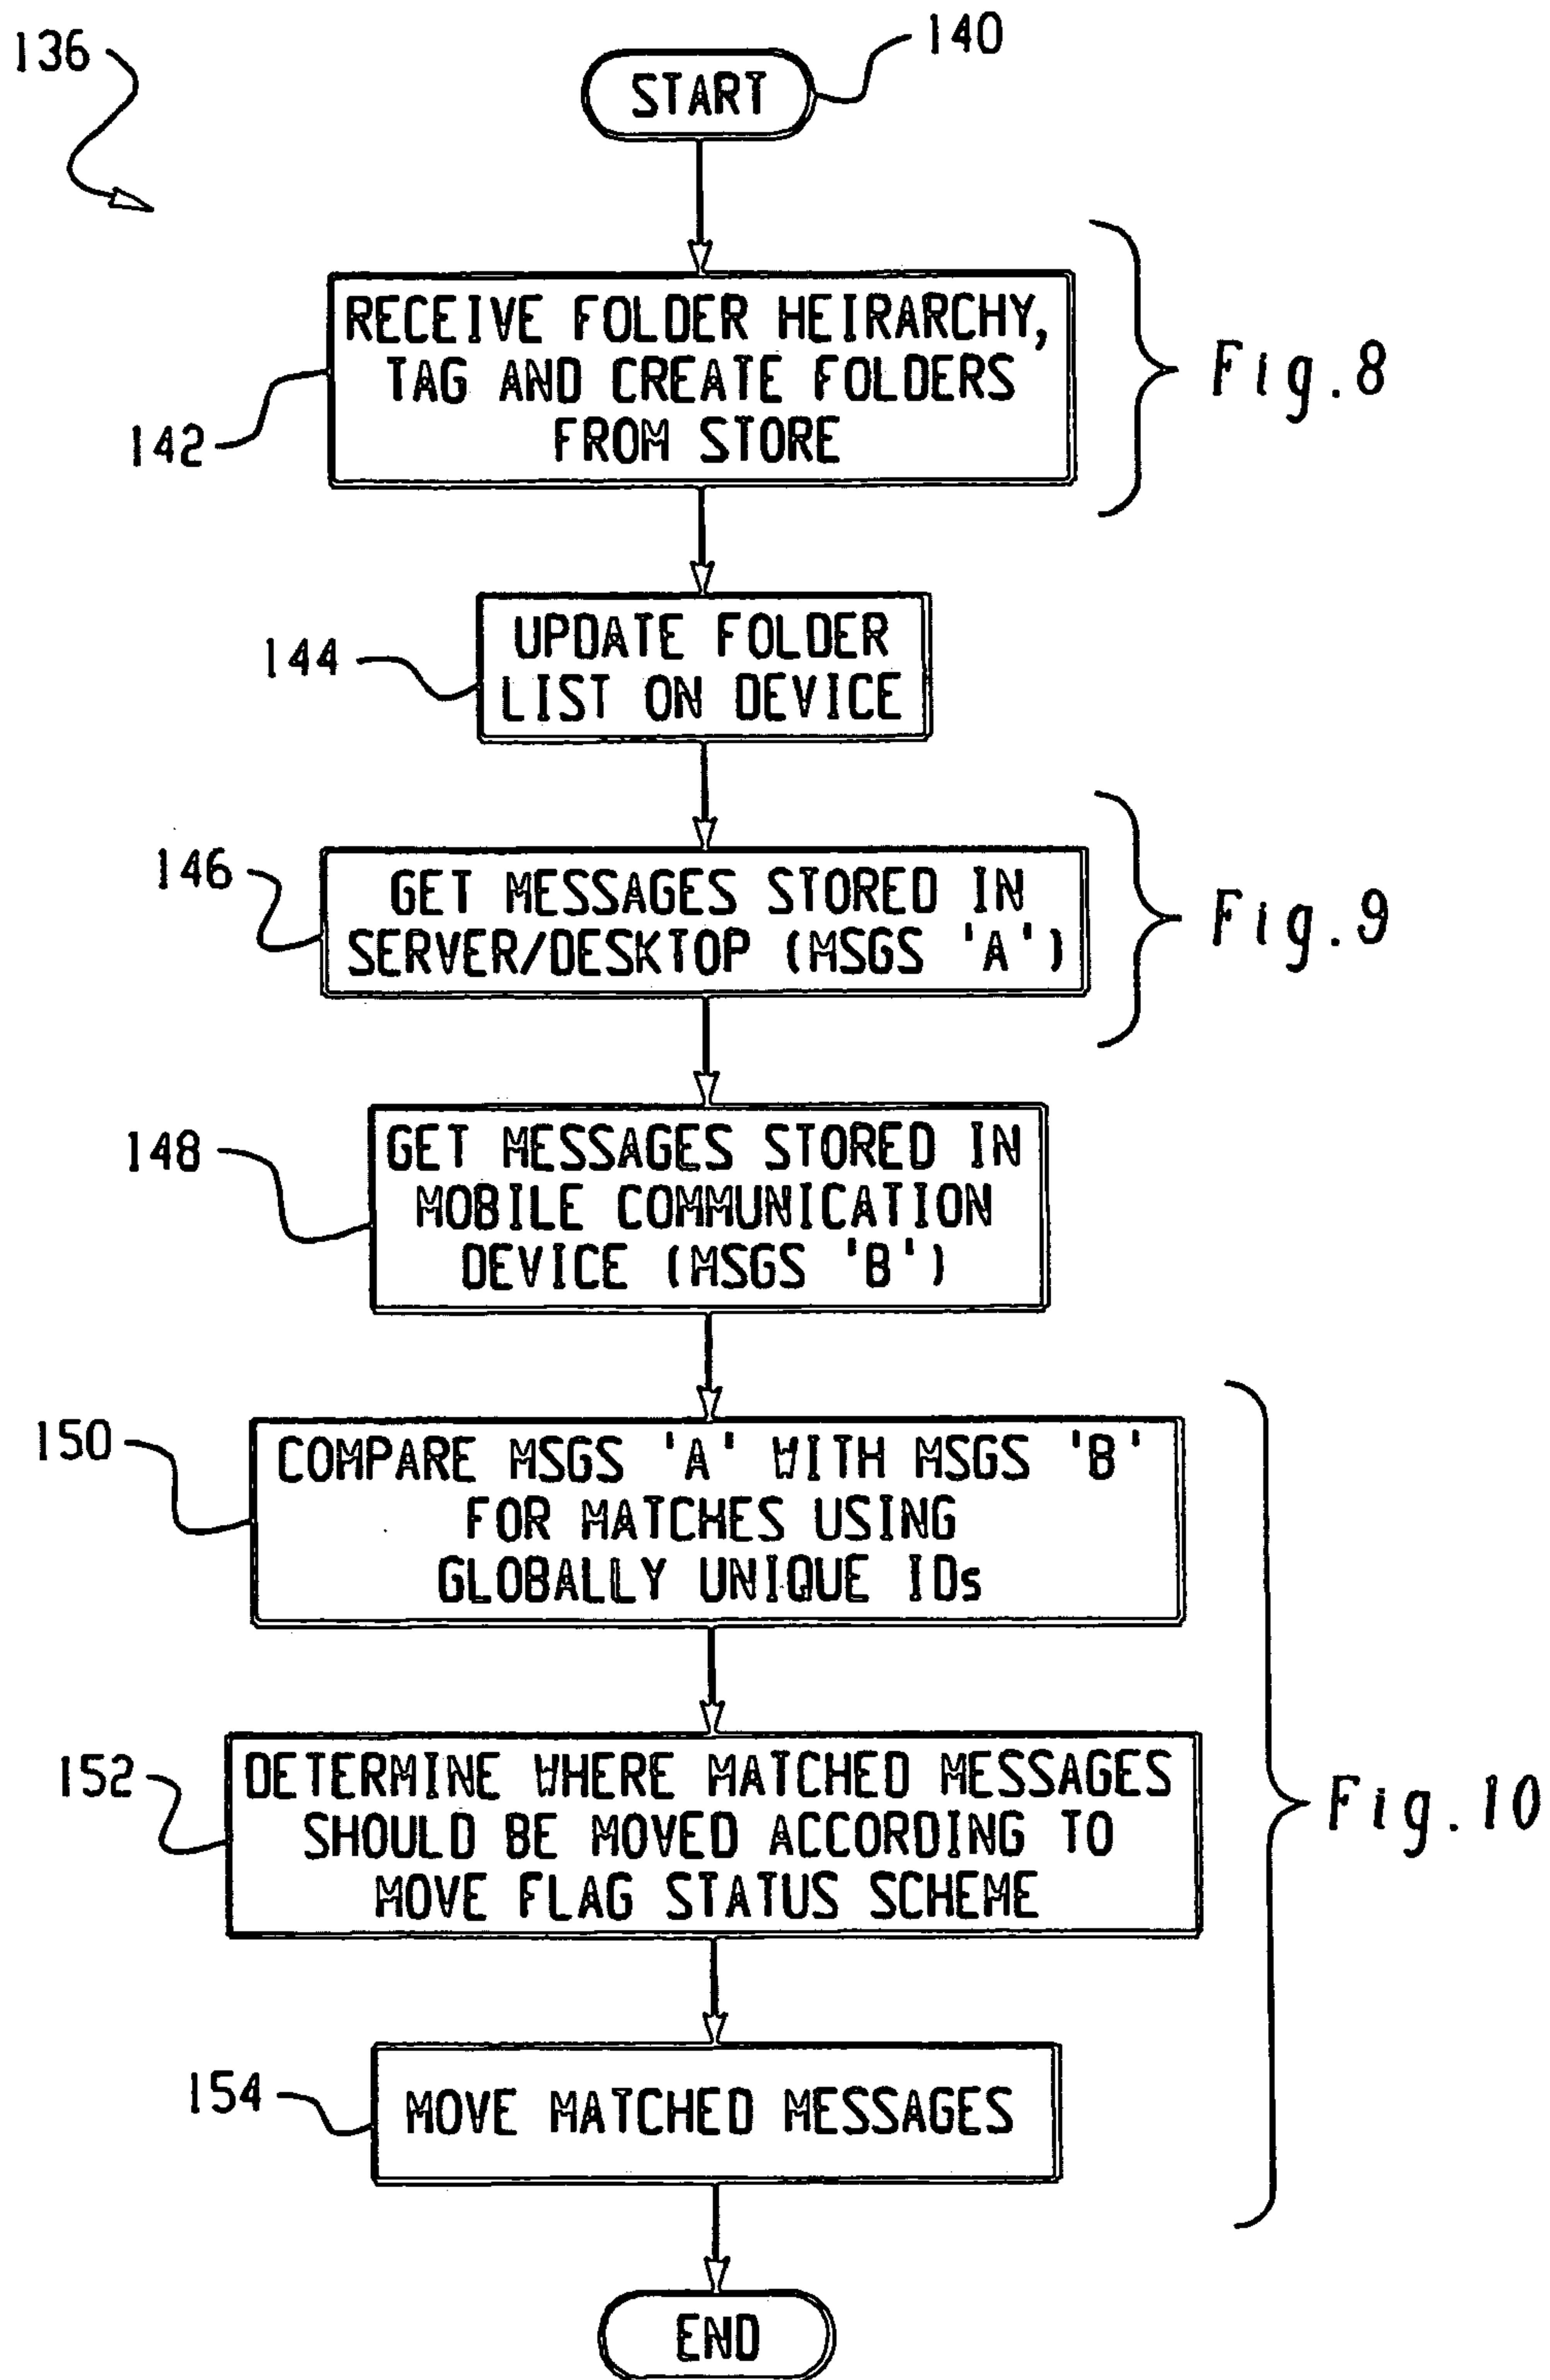 136
START
140
RECEIVE FOLDER HEIRARCHY,
TAG AND CREATE FOLDERS
FROM STORE
142
Fig.8
UPDATE FOLDER
LIST ON DEVICE
144
GET MESSAGES STORED IN
SERVER/DESKTOP (MSGS 'A')
146
Fig.9
GET MESSAGES STORED IN
MOBILE COMMUNICATION
DEVICE (MSGS 'B')
148
COMPARE MSGS 'A' WITH MSGS 'B'
FOR MATCHES USING
GLOBALLY UNIQUE IDs
150
DETERMINE WHERE MATCHED MESSAGES
SHOULD BE MOVED ACCORDING TO
MOVE FLAG STATUS SCHEME
152
Fig.10
MOVE MATCHED MESSAGES
154
END